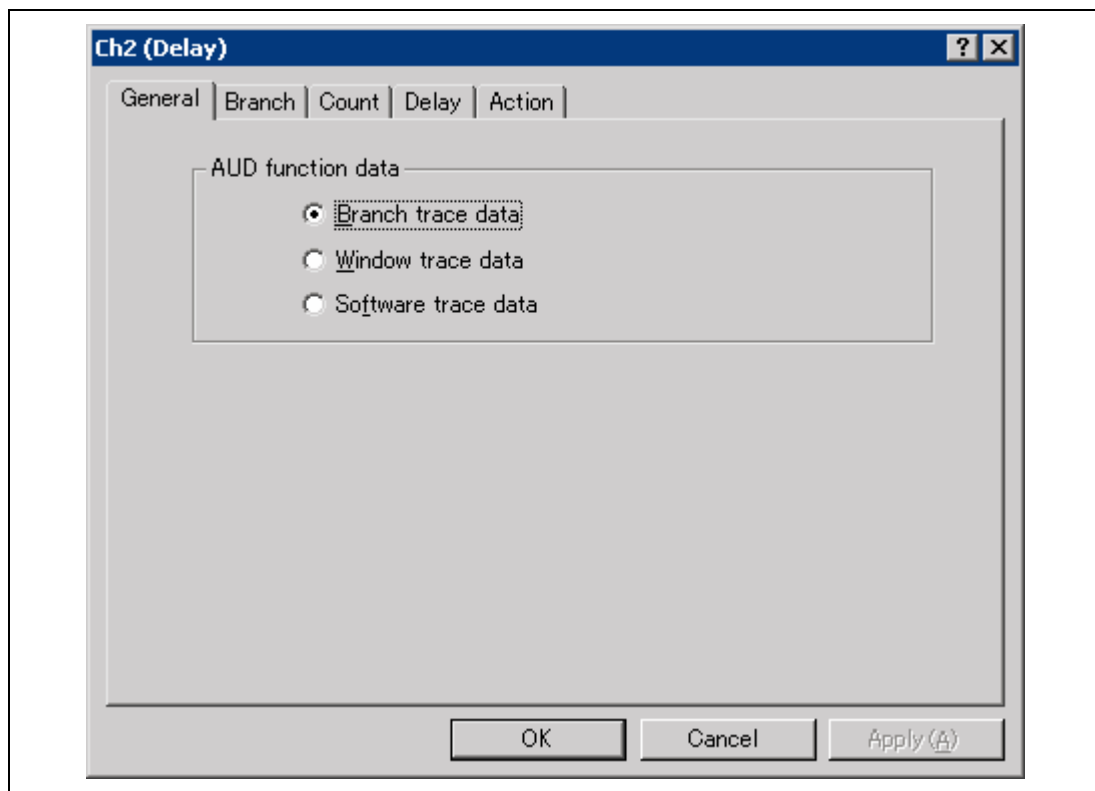 Ch2 (Delay)
General Branch Count Delay Action
AUD function data
Branch trace data
Window trace data
Software trace data
OK Cancel Apply(A)